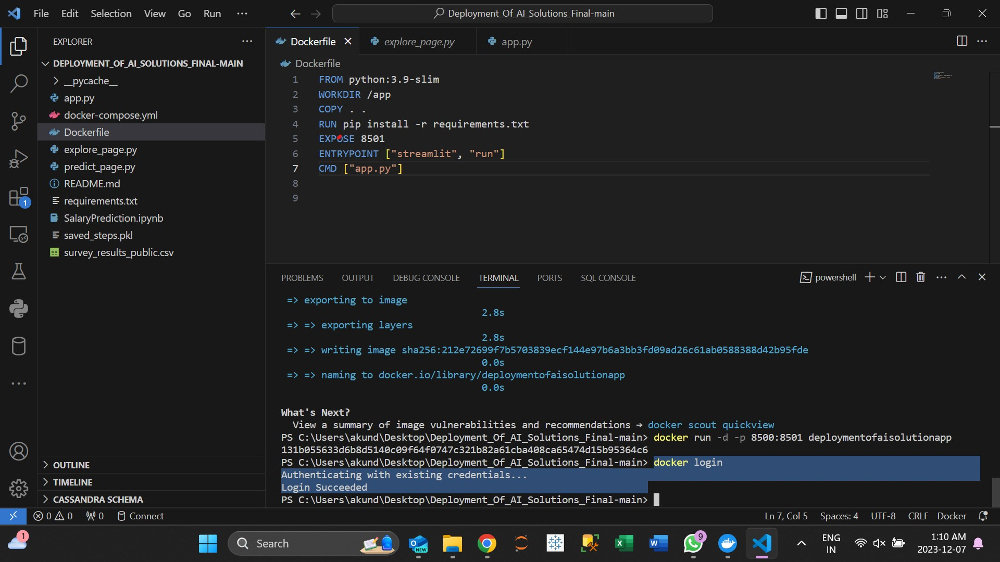 File Edit Selection View Go Run ···
Deployment_Of_AI_Solutions_Final-main
EXPLORER
DEPLOYMENT_OF_AI_SOLUTIONS_FINAL-MAIN
__pycache__
app.py
docker-compose.yml
Dockerfile
explore_page.py
predict_page.py
README.md
requirements.txt
SalaryPrediction.ipynb
saved_steps.pkl
survey_results_public.csv
OUTLINE
TIMELINE
CASSANDRA SCHEMA
1
Dockerfile explore_page.py app.py
Dockerfile
1 FROM python:3.9-slim
2 WORKDIR /app
3 COPY . .
4 RUN pip install -r requirements.txt
5 EXPOSE 8501
6 ENTRYPOINT ["streamlit", "run"]
7 CMD ["app.py"]
8
9
PROBLEMS OUTPUT DEBUG CONSOLE TERMINAL PORTS SQL CONSOLE
powershell
=> exporting to image
2.8s
=> => exporting layers
2.8s
=> => writing image sha256:212e72699f7b5703839ecf144e97b6a3bb3fd09ad26c61ab0588388d42b95fde
0.0s
=> => naming to docker.io/library/deploymentofaisolutionapp
0.0s
What's Next?
View a summary of image vulnerabilities and recommendations → docker scout quickview
PS C:\Users\akund\Desktop\Deployment_Of_AI_Solutions_Final-main> docker run -d -p 8500:8501 deploymentofaisolutionapp
131b055633d6b8d5140c09f64f0747c321b82a61cba408ca65474d15b95364c6
PS C:\Users\akund\Desktop\Deployment_Of_AI_Solutions_Final-main> docker login
Authenticating with existing credentials...
Login Succeeded
PS C:\Users\akund\Desktop\Deployment_Of_AI_Solutions_Final-main>
0 0 0 Connect
Ln 7, Col 5 Spaces: 4 UTF-8 CRLF Docker
1
Search
NEW
9
ENG
IN
1:10 AM
2023-12-07